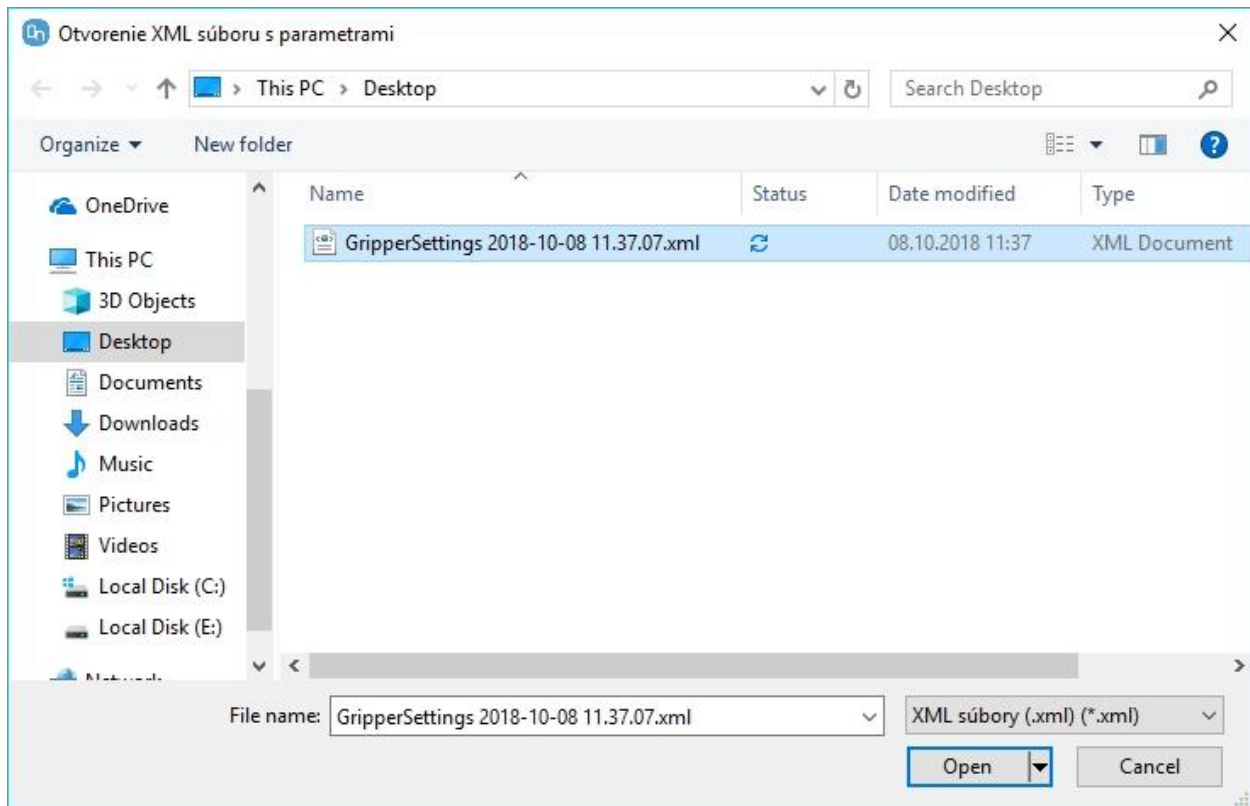 Otvorenie XML súboru s parametrami
This PC > Desktop
Search Desktop
Organize
New folder
Name
Status
Date modified
Type
GripperSettings 2018-10-08 11.37.07.xml
08.10.2018 11:37
XML Document
OneDrive
This PC
3D Objects
Desktop
Documents
Downloads
Music
Pictures
Videos
Local Disk (C:)
Local Disk (E:)
Network
File name:
GripperSettings 2018-10-08 11.37.07.xml
XML súbory (.xml) (*.xml)
Open
Cancel